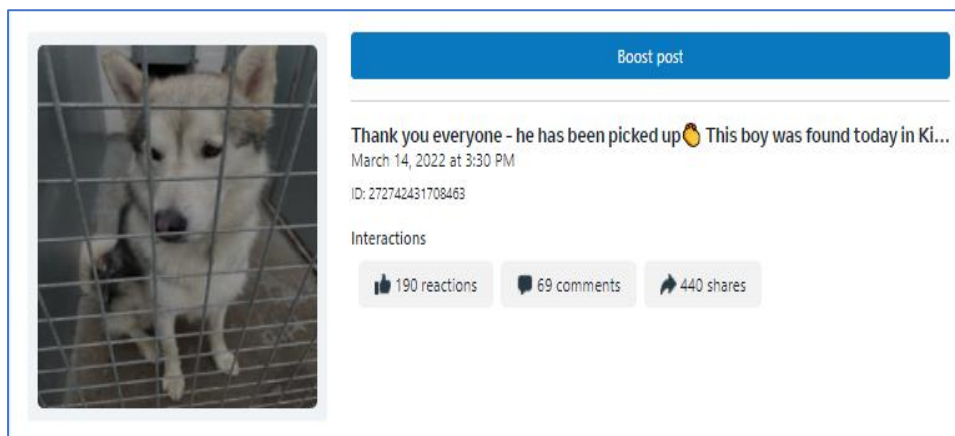 Boost post
Thank you everyone - he has been picked up👏 This boy was found today in Ki...
March 14, 2022 at 3:30 PM
ID: 272742431708463
Interactions
190 reactions
69 comments
440 shares